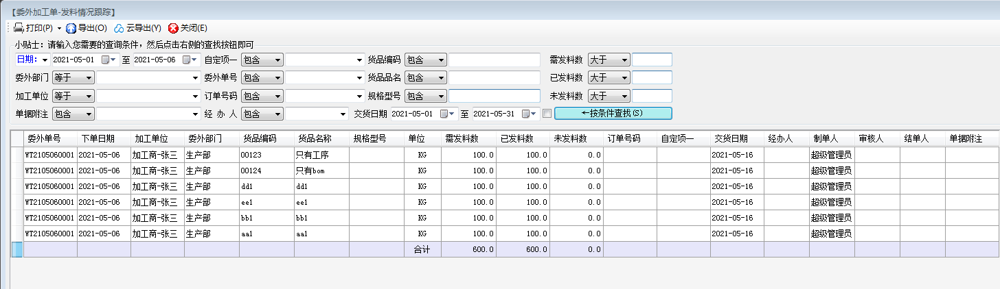 【委外加工单-发料情况跟踪】
打印(P) 导出(O) 云导出(Y) 关闭(E)
小贴士: 请输入您需要的查询条件，然后点击右侧的查找按钮即可
日期: 2021-05-01 至 2021-05-06 自定项一 包含 货品编码 包含 需发料数 大于
委外部门 等于 委外单号 包含 货品品名 包含 已发料数 大于
加工单位 等于 订单号码 包含 规格型号 包含 未发料数 大于
单据附注 包含 经 办 人 包含 交货日期 2021-05-01 至 2021-05-31 ←按条件查找(S)
委外单号 下单日期 加工单位 委外部门 货品编码 货品名称 规格型号 单位 需发料数 已发料数 未发料数 订单号码 自定项一 交货日期 经办人 制单人 审核人 结单人 单据附注
WT2105060001 2021-05-06 加工商-张三 生产部 00123 只有工序 KG 100.0 100.0 0.0 2021-05-16 超级管理员
WT2105060001 2021-05-06 加工商-张三 生产部 00124 只有bom KG 100.0 100.0 0.0 2021-05-16 超级管理员
WT2105060001 2021-05-06 加工商-张三 生产部 dd1 dd1 KG 100.0 100.0 0.0 2021-05-16 超级管理员
WT2105060001 2021-05-06 加工商-张三 生产部 ee1 ee1 KG 100.0 100.0 0.0 2021-05-16 超级管理员
WT2105060001 2021-05-06 加工商-张三 生产部 bb1 bb1 KG 100.0 100.0 0.0 2021-05-16 超级管理员
WT2105060001 2021-05-06 加工商-张三 生产部 aa1 aa1 KG 100.0 100.0 0.0 2021-05-16 超级管理员
合计 600.0 600.0 0.0